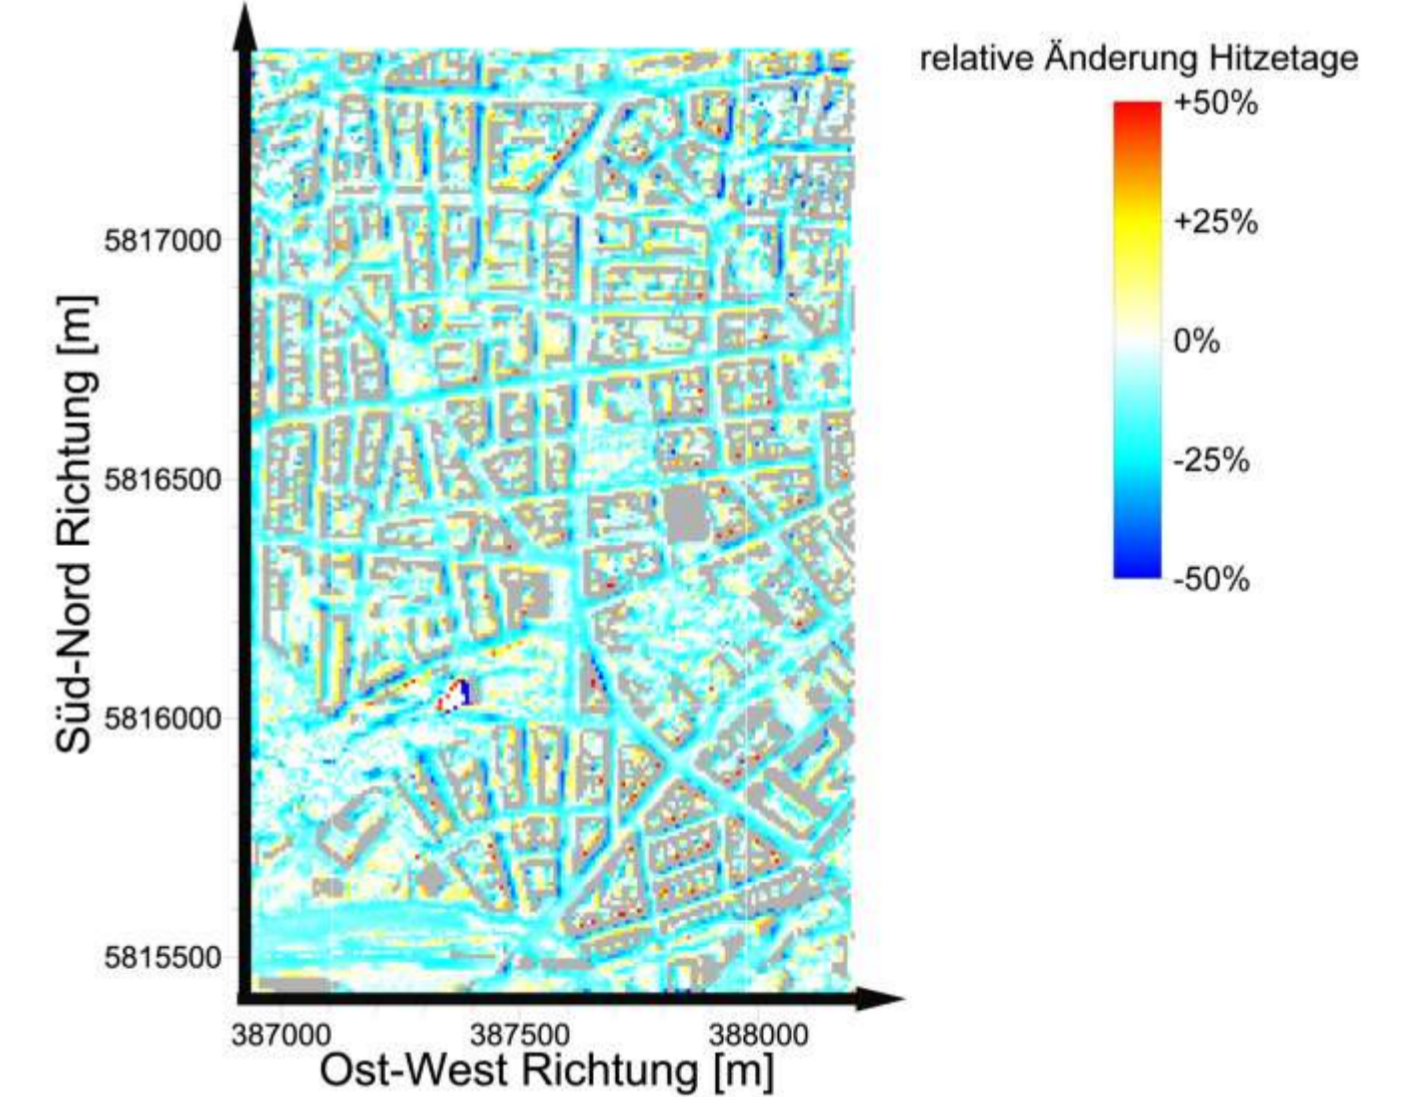 relative Änderung Hitzetage
+50%
+25%
0%
-25%
-50%
Süd-Nord Richtung [m]
5817000
5816500
5816000
5815500
387000 387500 388000
Ost-West Richtung [m]